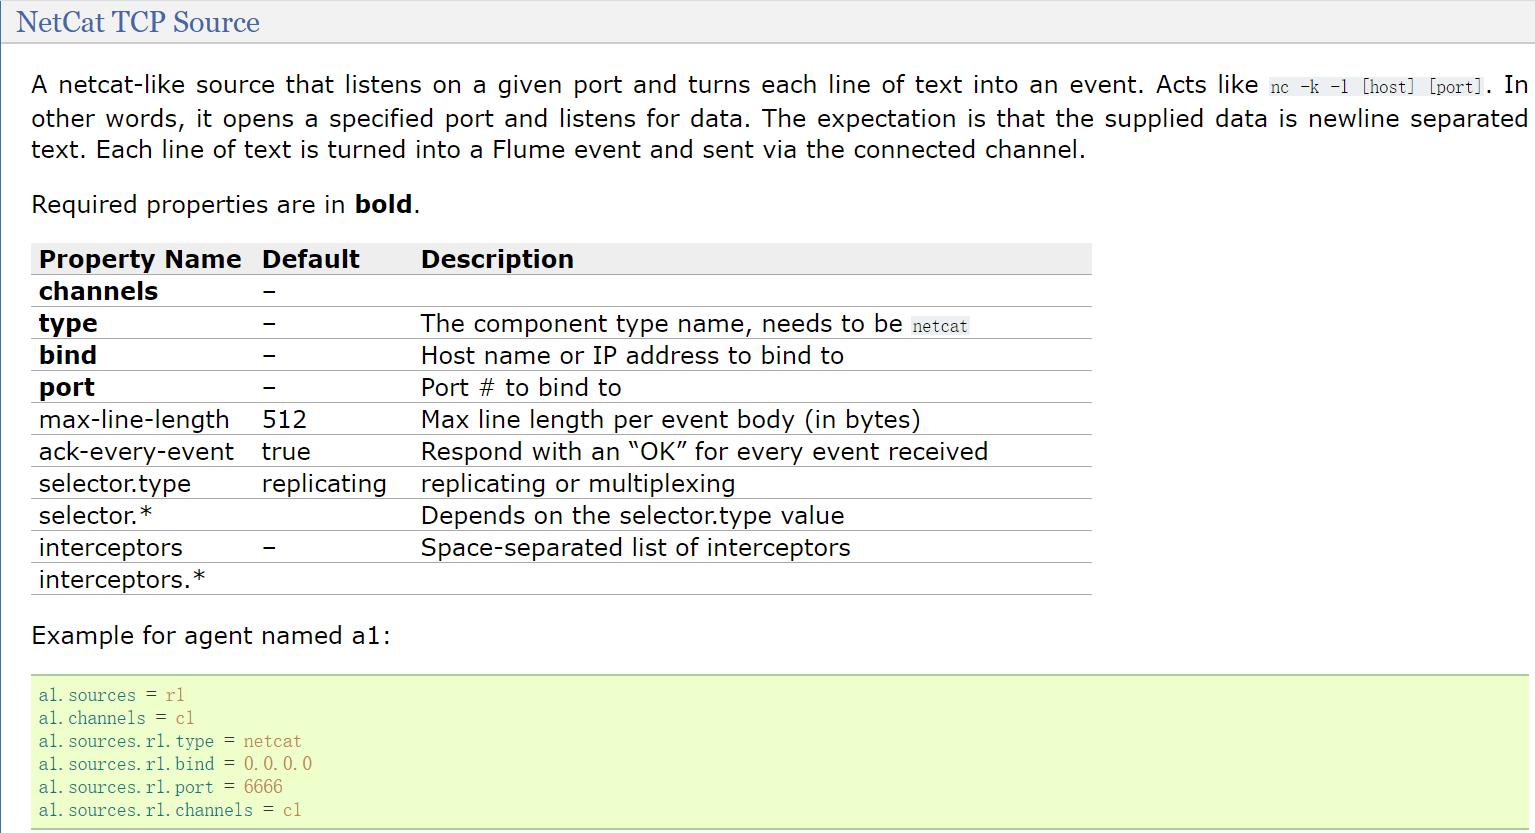 NetCat TCP Source
A netcat-like source that listens on a given port and turns each line of text into an event. Acts like nc -k -l [host] [port]. In
other words, it opens a specified port and listens for data. The expectation is that the supplied data is newline separated
text. Each line of text is turned into a Flume event and sent via the connected channel.
Required properties are in bold.
Property Name Default Description
channels –
type – The component type name, needs to be netcat
bind – Host name or IP address to bind to
port – Port # to bind to
max-line-length 512 Max line length per event body (in bytes)
ack-every-event true Respond with an “OK” for every event received
selector.type replicating replicating or multiplexing
selector.* Depends on the selector.type value
interceptors – Space-separated list of interceptors
interceptors.*
Example for agent named a1:
a1.sources = r1
a1.channels = c1
a1.sources.r1.type = netcat
a1.sources.r1.bind = 0.0.0.0
a1.sources.r1.port = 6666
a1.sources.r1.channels = c1